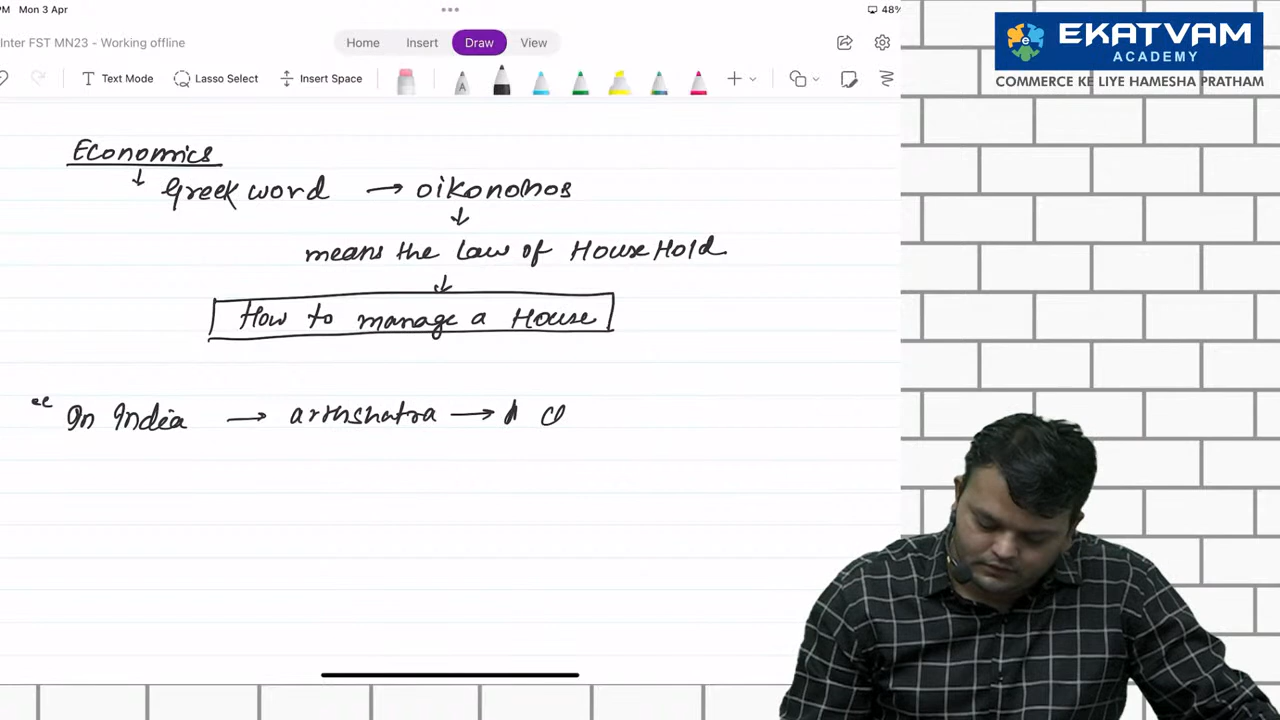 Mon 3 Apr
48%
Inter FST MN23 - Working offline
Home Insert Draw View
Text Mode Lasso Select Insert Space
EKATVAM
ACADEMY
COMMERCE KE LIYE HAMESHA PRATHAM
Economics
↓ Greek word → oikonomos
↓
means the Law of House Hold
↓
How to manage a House
In India → arthshatra →